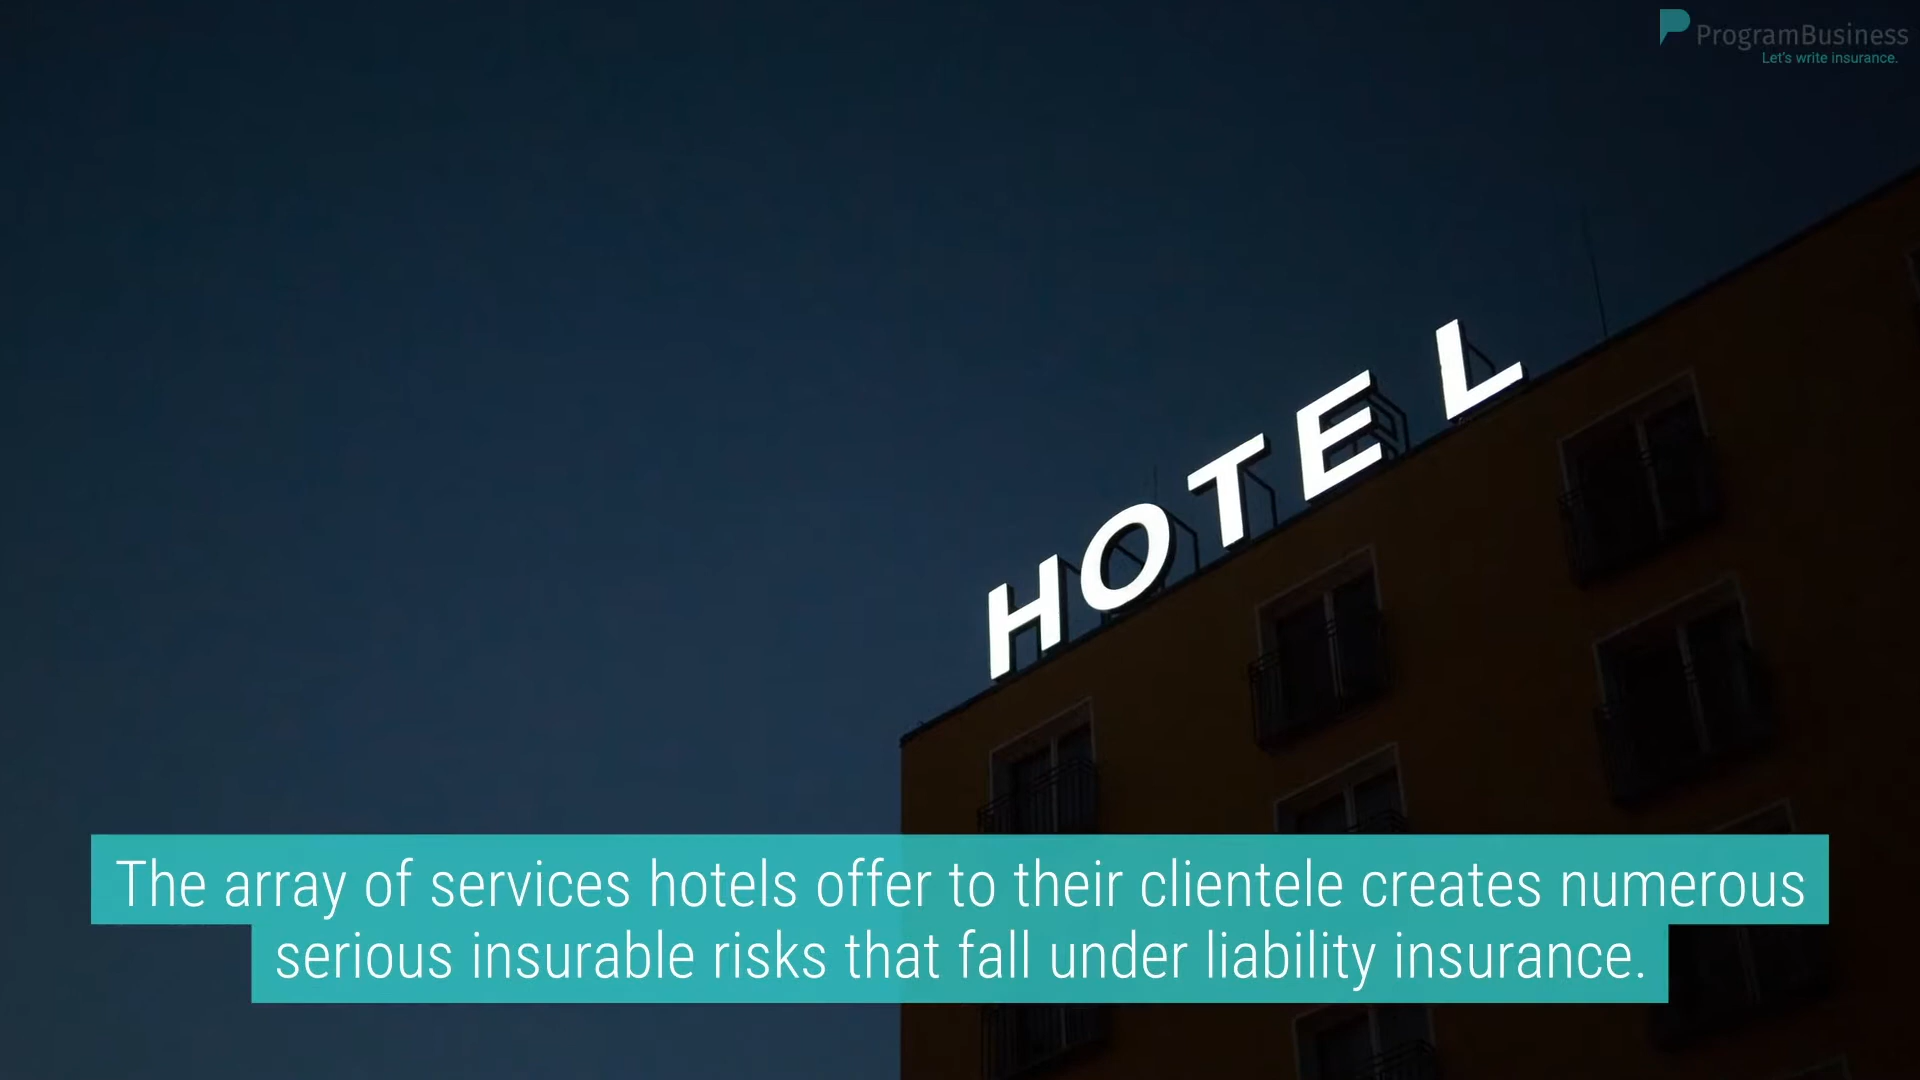 ProgramBusiness
Let's write insurance.
HOTEL
The array of services hotels offer to their clientele creates numerous
serious insurable risks that fall under liability insurance.